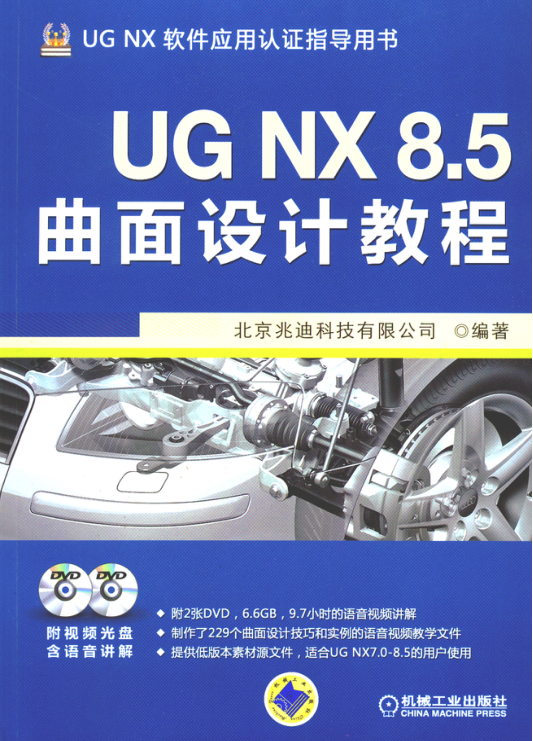 UG NX 软件应用认证指导用书
UG NX 8.5
曲面设计教程
北京兆迪科技有限公司 ◎编著
DVD DVD
附视频光盘
含语音讲解
◆ 附2张DVD，6.6GB，9.7小时的语音视频讲解
◆ 制作了229个曲面设计技巧和实例的语音视频教学文件
◆ 提供低版本素材源文件，适合UG NX7.0-8.5的用户使用
机械工业出版社
CHINA MACHINE PRESS